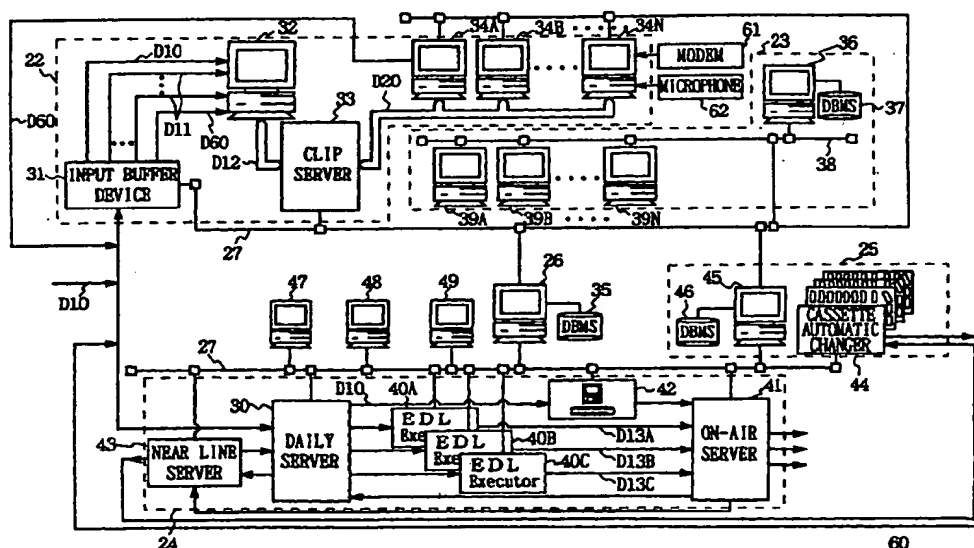 32
34A
34B
34N
61
MODEM
23
36
22
D10
D11
D60
D20
33
MICROPHONE
62
DBMS
37
D60
31
INPUT BUFFER
DEVICE
D12
CLIP
SERVER
38
39A
39B
39N
27
25
D10
47
48
49
26
35
DBMS
45
46
DBMS
CASSETTE
AUTOMATIC
CHANGER
44
27
30
D10
40A
42
41
43
NEAR LINE
SERVER
DAILY
SERVER
EDL
Exe
40B
EDL
Exe
40C
EDL
Executor
D13A
D13B
D13C
ON-AIR
SERVER
24
60